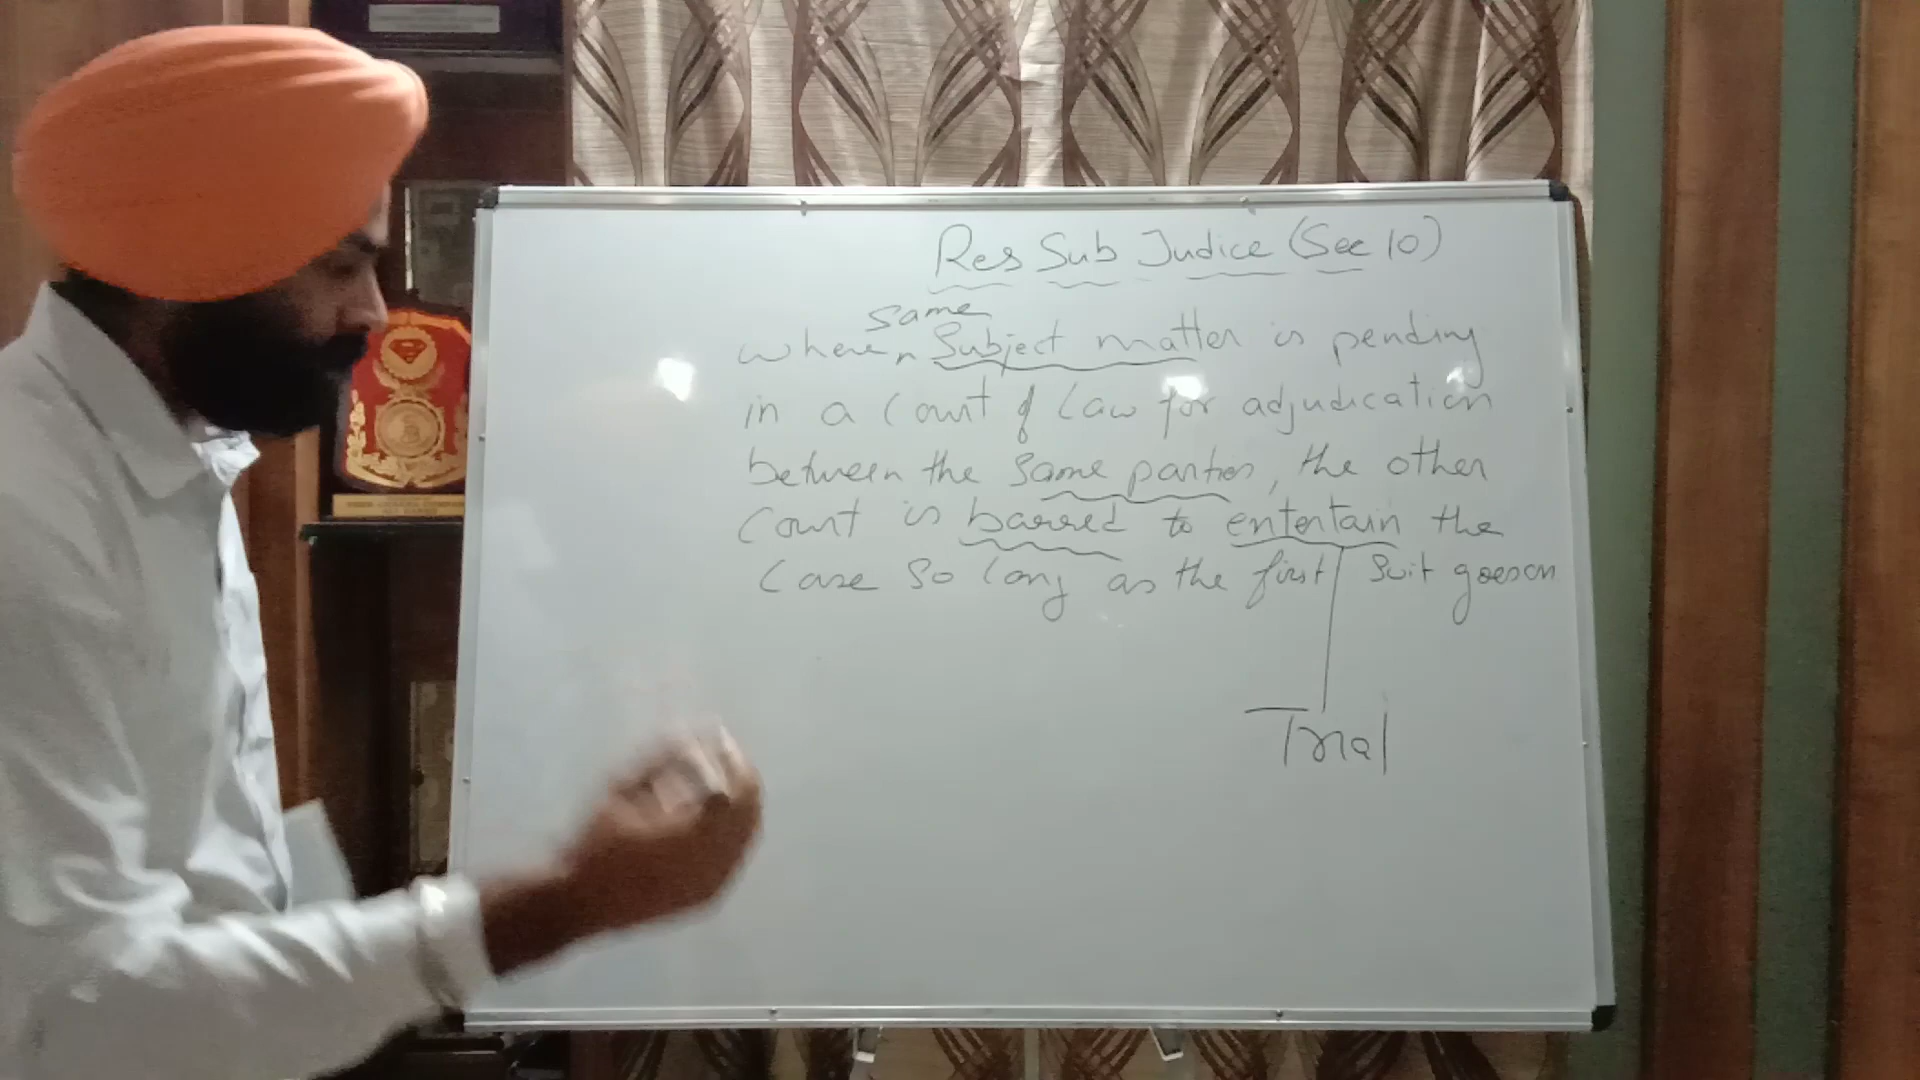 Res Sub Judice (Sec 10)
same
where Subject matter is pending
in a Court of Law for adjudication
between the same parties, the other
Court is barred to entertain the
Case so long as the first Suit goes on
Trial